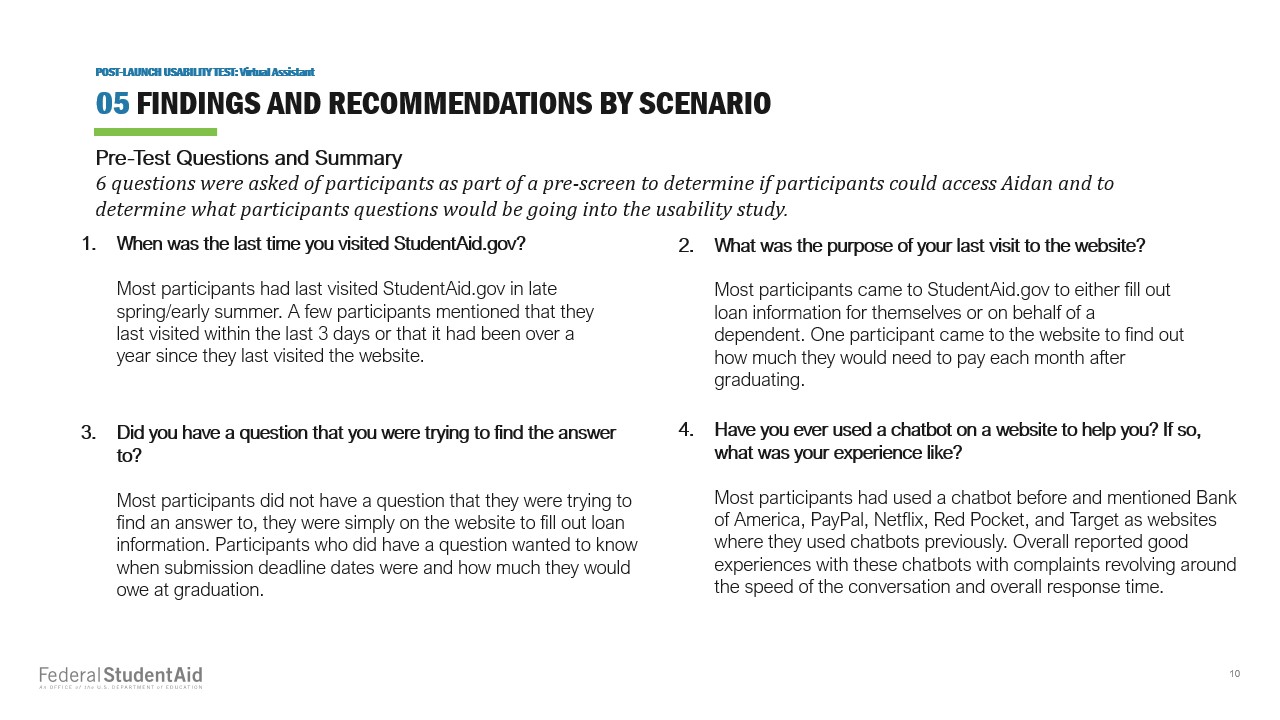 POST-LAUNCH USABILITY TEST: Virtual Assistant
05 FINDINGS AND RECOMMENDATIONS BY SCENARIO
Pre-Test Questions and Summary
6 questions were asked of participants as part of a pre-screen to determine if participants could access Aidan and to
determine what participants questions would be going into the usability study.
1. When was the last time you visited StudentAid.gov?
Most participants had last visited StudentAid.gov in late
spring/early summer. A few participants mentioned that they
last visited within the last 3 days or that it had been over a
year since they last visited the website.
2. What was the purpose of your last visit to the website?
Most participants came to StudentAid.gov to either fill out
loan information for themselves or on behalf of a
dependent. One participant came to the website to find out
how much they would need to pay each month after
graduating.
3. Did you have a question that you were trying to find the answer
to?
Most participants did not have a question that they were trying to
find an answer to, they were simply on the website to fill out loan
information. Participants who did have a question wanted to know
when submission deadline dates were and how much they would
owe at graduation.
4. Have you ever used a chatbot on a website to help you? If so,
what was your experience like?
Most participants had used a chatbot before and mentioned Bank
of America, PayPal, Netflix, Red Pocket, and Target as websites
where they used chatbots previously. Overall reported good
experiences with these chatbots with complaints revolving around
the speed of the conversation and overall response time.
Federal StudentAid
An OFFICE of the U.S. DEPARTMENT of EDUCATION
10